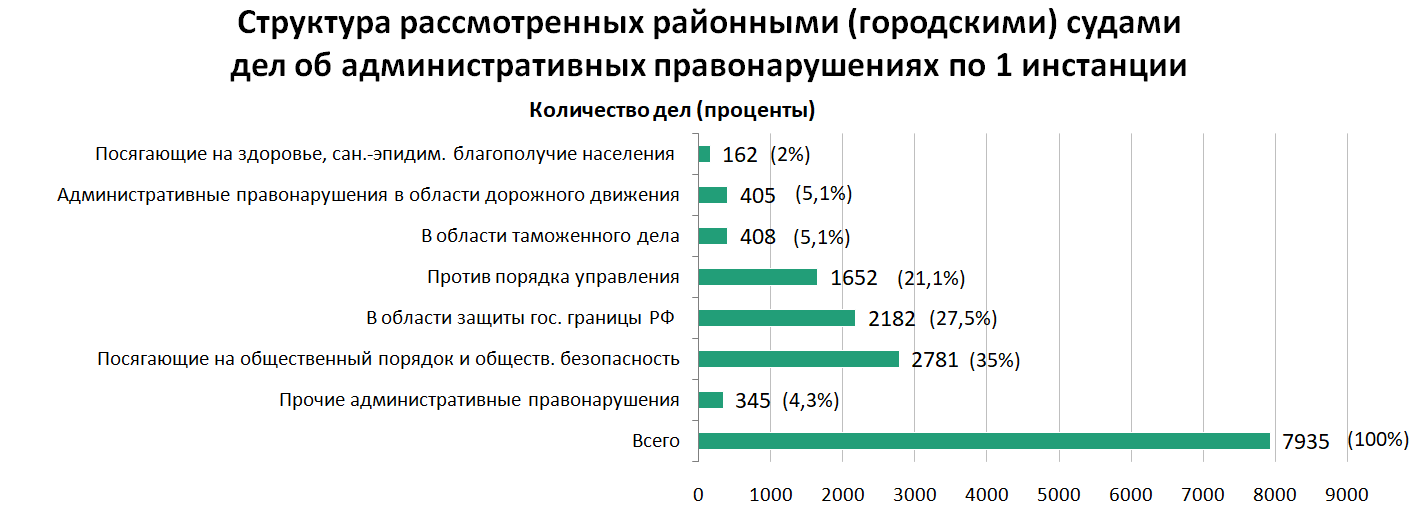 Структура рассмотренных районными (городскими) судами
дел об административных правонарушениях по 1 инстанции
Количество дел (проценты)
Посягающие на здоровье, сан.-эпидим. благополучие населения 162 (2%)
Административные правонарушения в области дорожного движения 405 (5,1%)
В области таможенного дела 408 (5,1%)
Против порядка управления 1652 (21,1%)
В области защиты гос. границы РФ 2182 (27,5%)
Посягающие на общественный порядок и обществ. безопасность 2781 (35%)
Прочие административные правонарушения 345 (4,3%)
Всего 7935 (100%)
0 1000 2000 3000 4000 5000 6000 7000 8000 9000